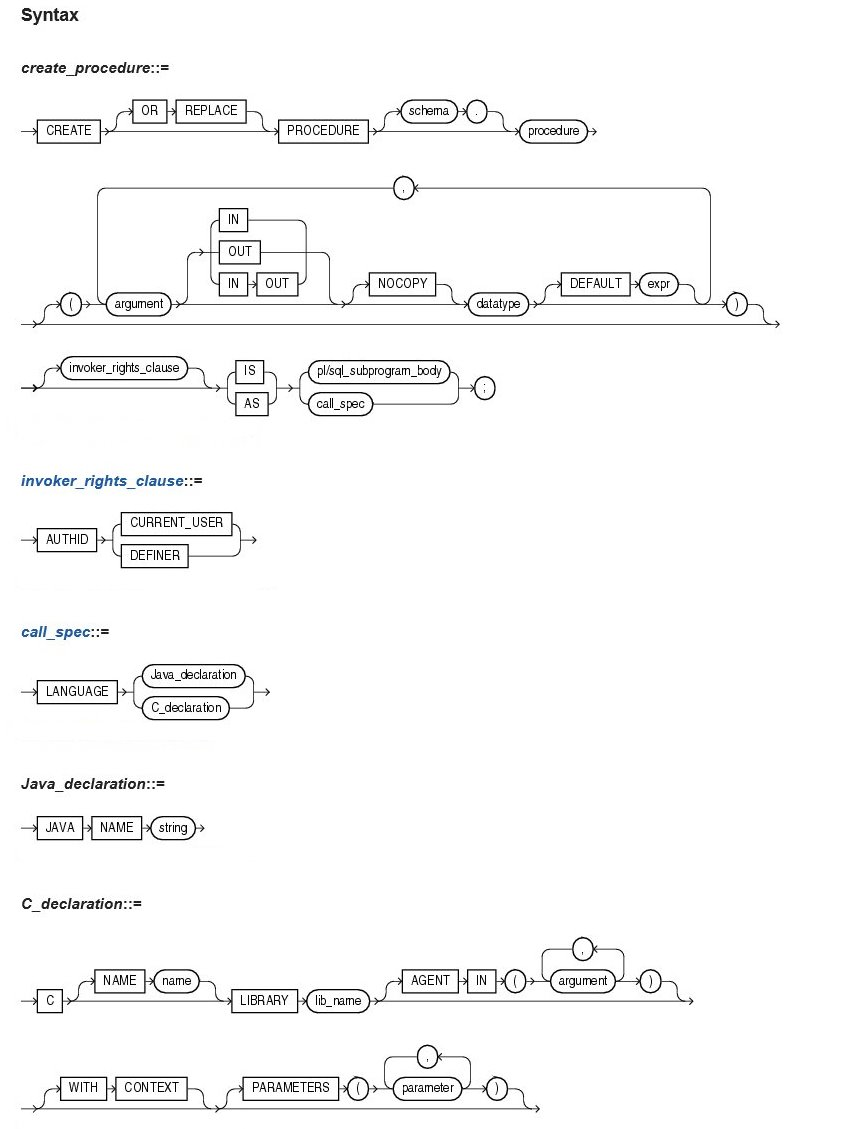 Syntax
create_procedure::=
CREATE OR REPLACE PROCEDURE schema . procedure
,
IN
OUT
IN OUT
( argument NOCOPY datatype DEFAULT expr )
invoker_rights_clause IS pl/sql_subprogram_body ;
AS call_spec
invoker_rights_clause::=
AUTHID CURRENT_USER
DEFINER
call_spec::=
LANGUAGE Java_declaration
C_declaration
Java_declaration::=
JAVA NAME string
C_declaration::=
,
C NAME name LIBRARY lib_name AGENT IN ( argument )
,
WITH CONTEXT PARAMETERS ( parameter )